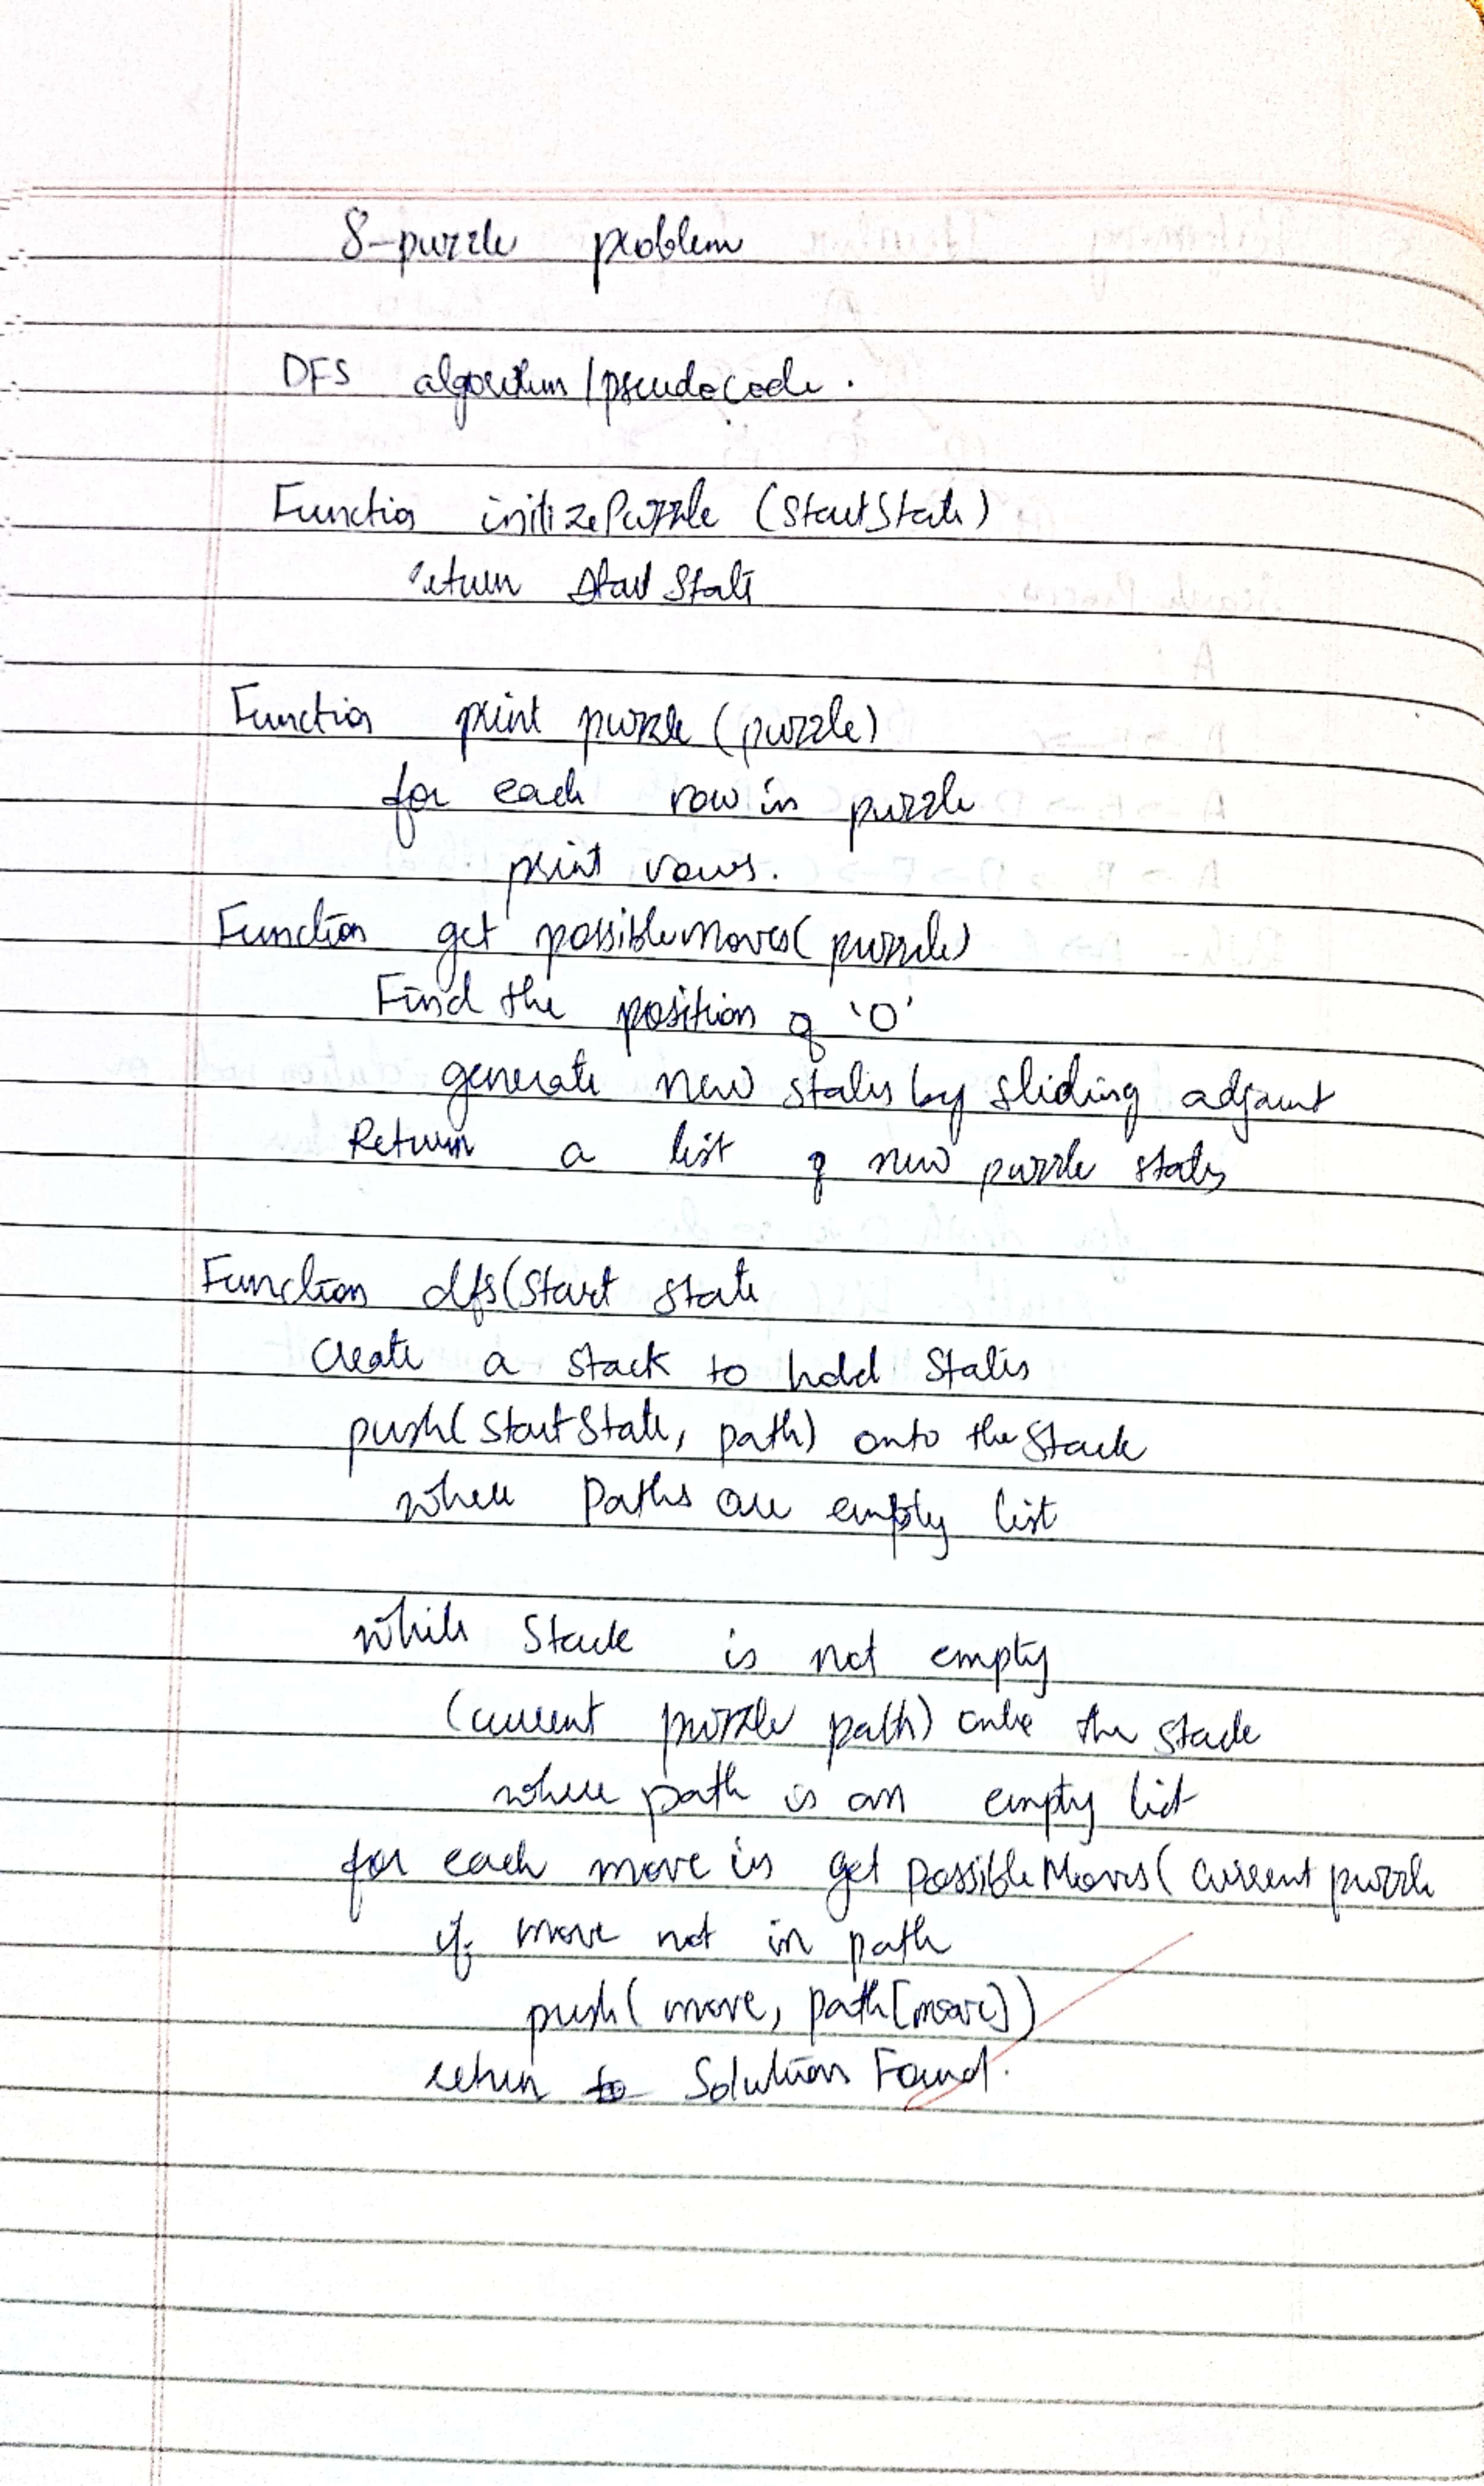 8-puzzle problem
DFS algorithm/pseudocode.
Function initizePuzzle (StartState)
return Start State
Function print puzzle (puzzle)
for each row in puzzle
print rows.
Function get possibleMoves( puzzle)
Find the position of '0'
generate new states by sliding adjaunt
Return a list of new puzzle states
Function dfs(Start State
Create a stack to hold States
push( StartState, path) onto the Stack
where Paths are empty list
while Stack is not empty
(current puzzle path) the stack
where path is an empty list
for each move in get possibleMoves( current puzzle
if move not in path
push( move, path[move])
return to Solution Found.